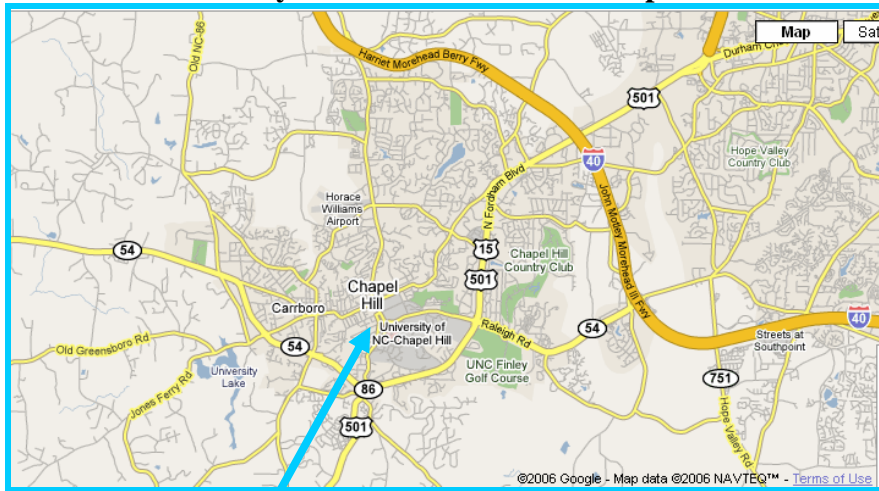 Map
Sat
Old NC-86
Harriet Morehead Berry Fwy
Durham Cha
501
Hope Valley
Country Club
40
N Fordham Blvd
John Motley Morehead III Fwy
Horace
Williams
Airport
54
15
Chapel Hill
Country Club
501
Chapel
Hill
Carrboro
University of
NC-Chapel Hill
Raleigh Rd
54
40
Streets at
Southpoint
Old Greensboro Rd
54
University
Lake
UNC Finley
Golf Course
Jones Ferry Rd
86
751
Hope Valley Rd
501
©2006 Google - Map data ©2006 NAVTEQ™ - Terms of Use